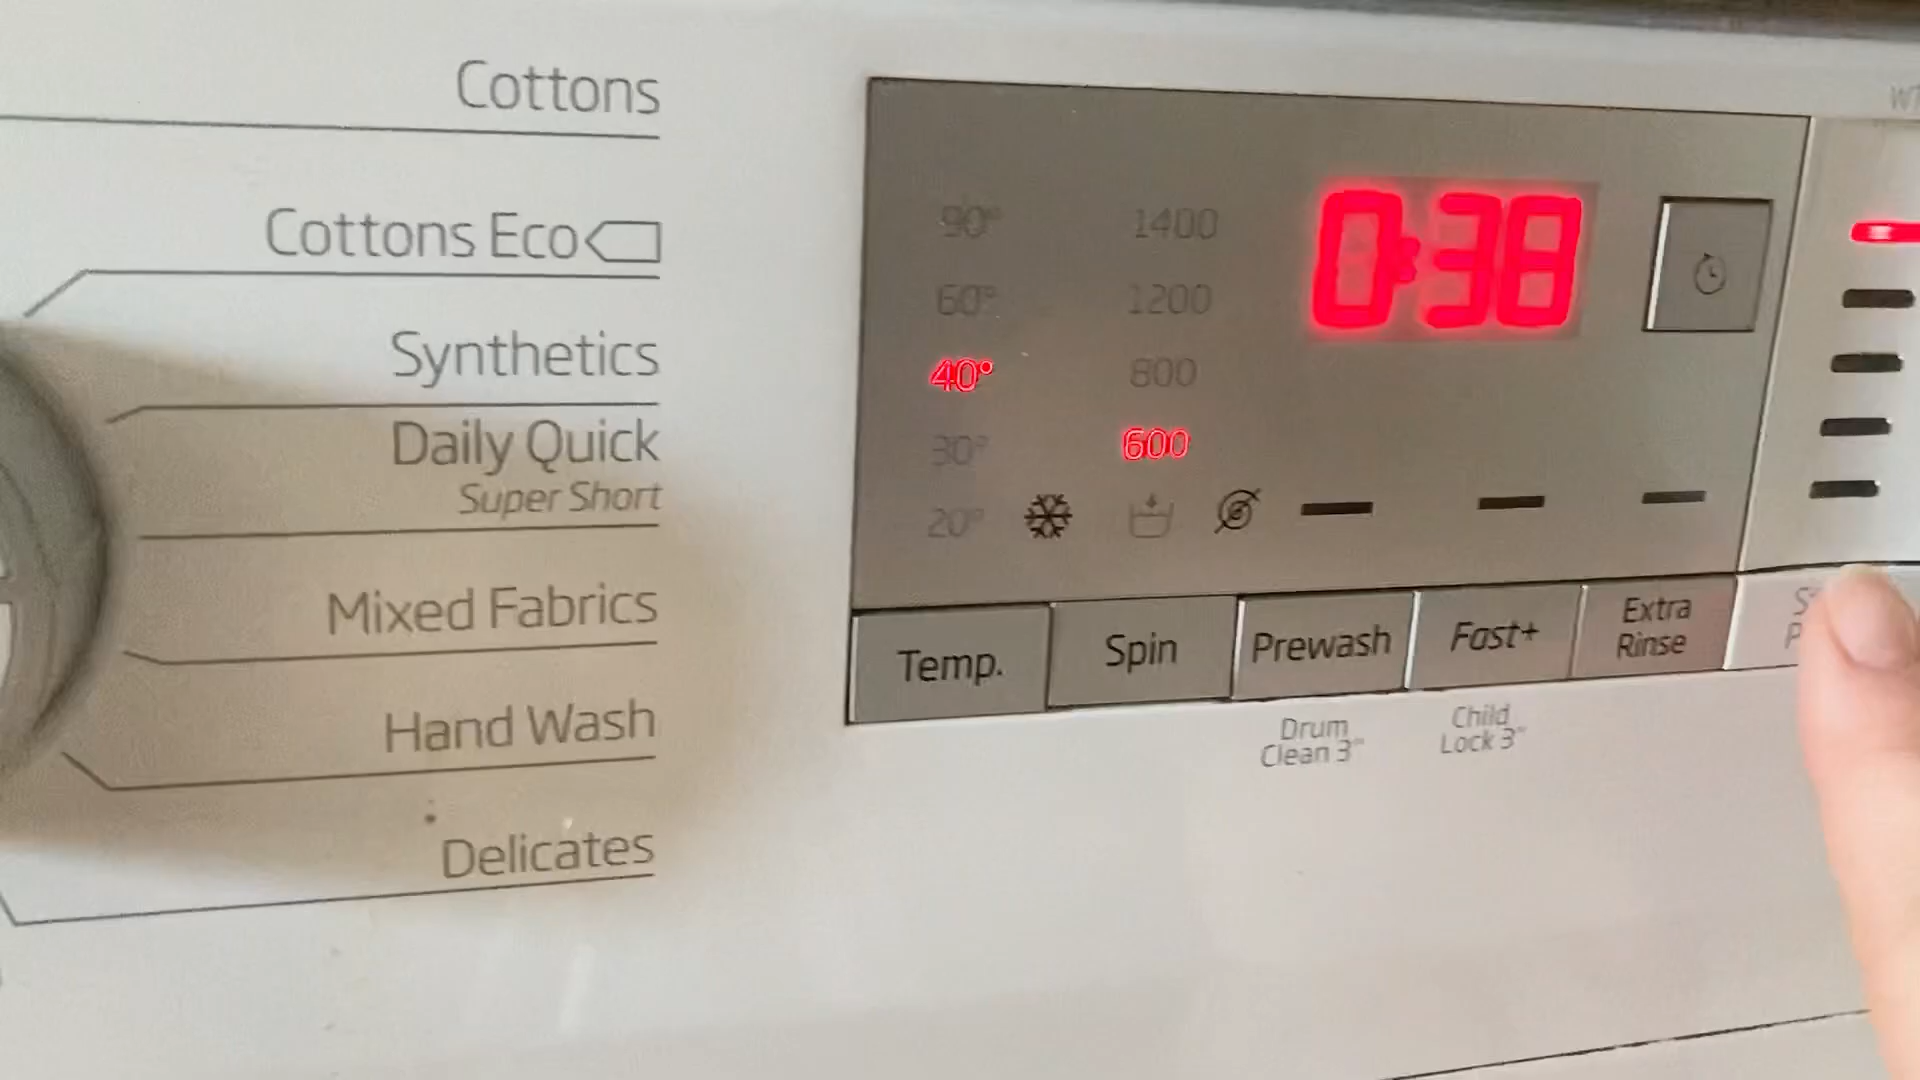 Cottons
Cottons Eco
Synthetics
Daily Quick
Super Short
Mixed Fabrics
Hand Wash
Delicates
90° 1400
60° 1200
40° 800
30° 600
20°
0:38
Temp.
Spin
Prewash
Fast+
Extra
Rinse
Drum
Clean 3"
Child
Lock 3"